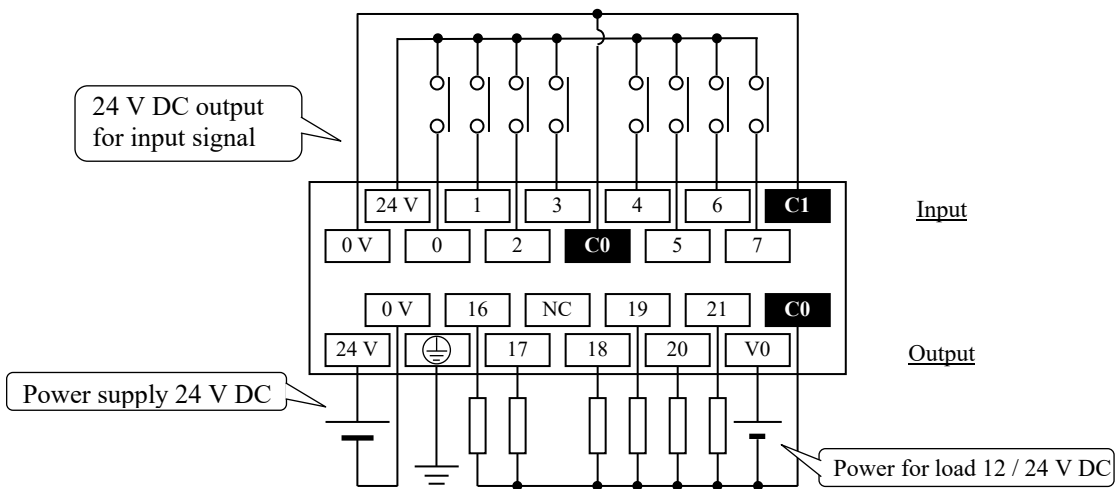 24 V DC output
for input signal
24 V 1 3 4 6 C1
Input
0 V 0 2 C0 5 7
0 V 16 NC 19 21 C0
24 V 17 18 20 V0
Output
Power supply 24 V DC
Power for load 12 / 24 V DC